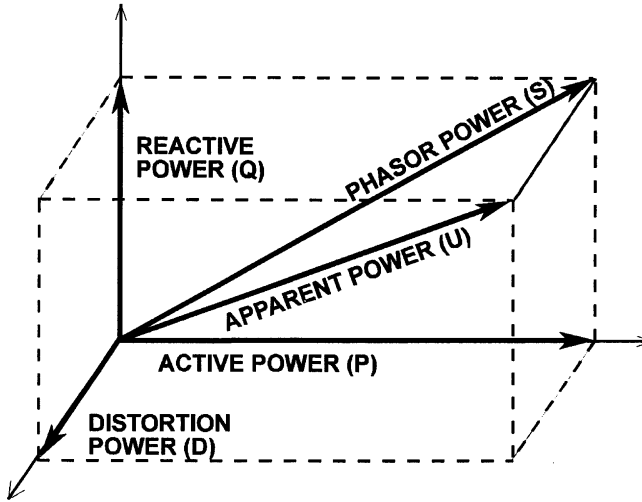 REACTIVE
POWER (Q)
PHASOR POWER (S)
APPARENT POWER (U)
ACTIVE POWER (P)
DISTORTION
POWER (D)